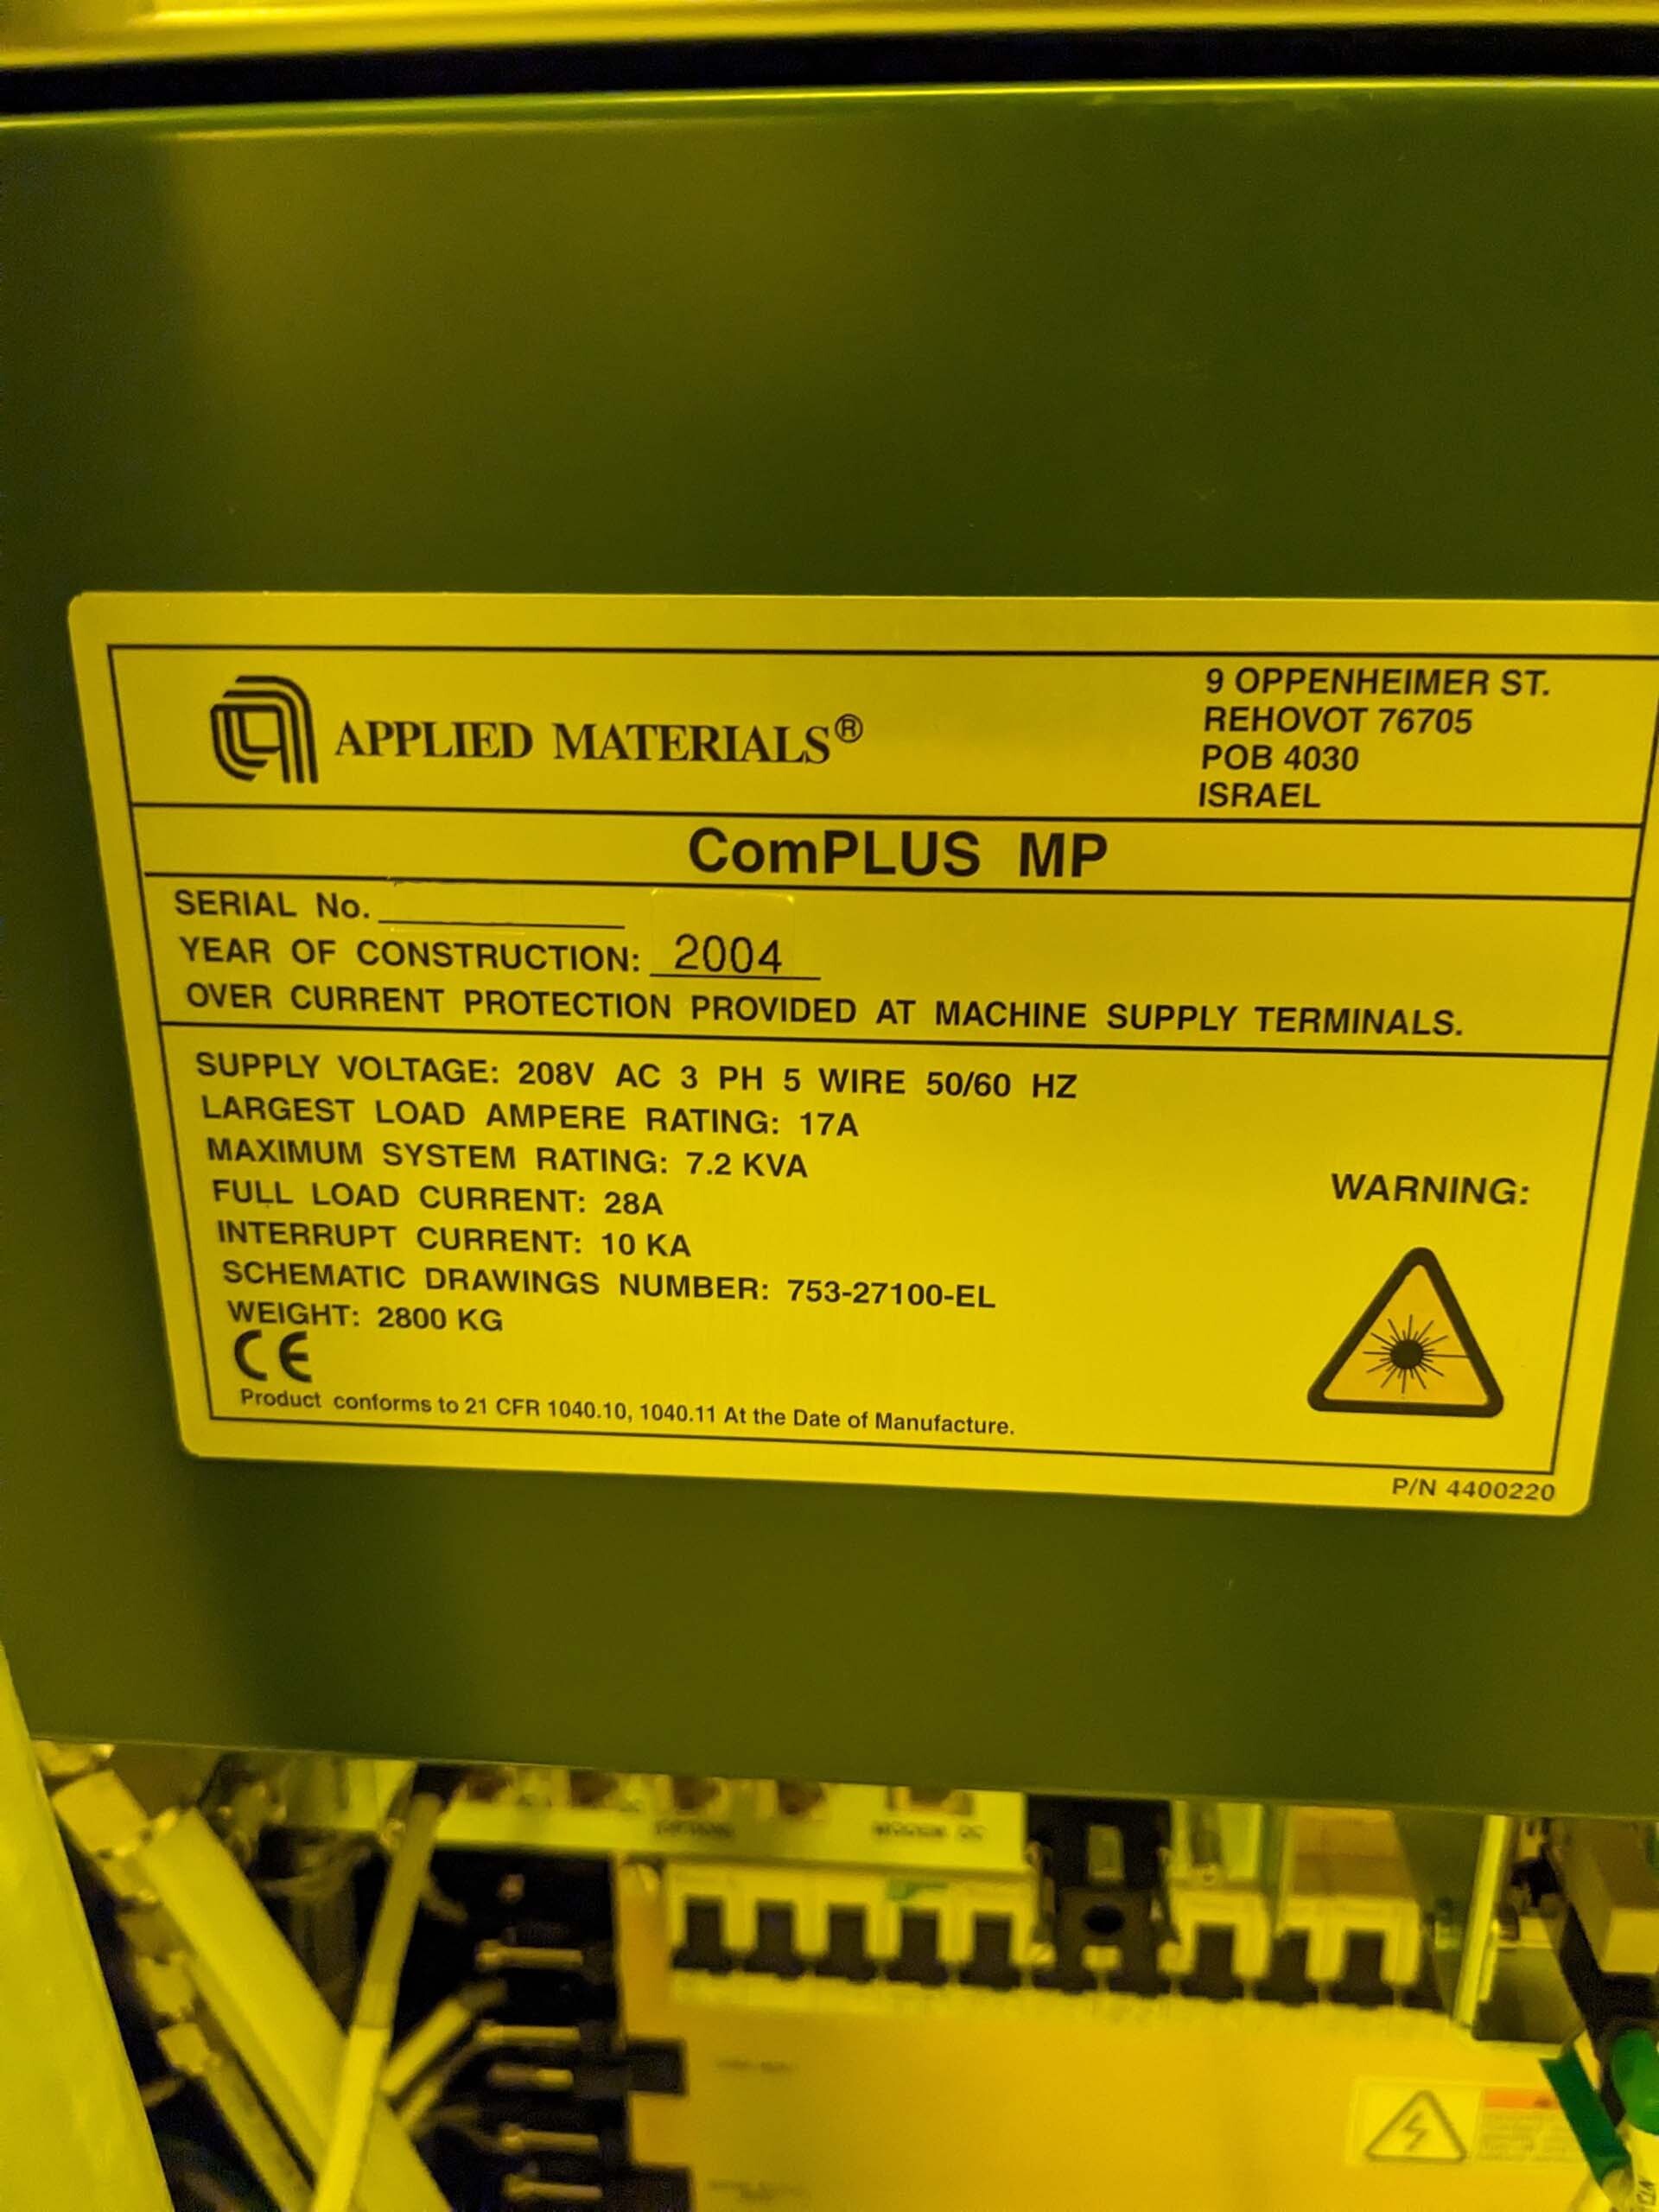 APPLIED MATERIALS®
9 OPPENHEIMER ST.
REHOVOT 76705
POB 4030
ISRAEL
ComPLUS MP
SERIAL No.
YEAR OF CONSTRUCTION: 2004
OVER CURRENT PROTECTION PROVIDED AT MACHINE SUPPLY TERMINALS.
SUPPLY VOLTAGE: 208V AC 3 PH 5 WIRE 50/60 HZ
LARGEST LOAD AMPERE RATING: 17A
MAXIMUM SYSTEM RATING: 7.2 KVA
FULL LOAD CURRENT: 28A
INTERRUPT CURRENT: 10 KA
SCHEMATIC DRAWINGS NUMBER: 753-27100-EL
WEIGHT: 2800 KG
CE
Product conforms to 21 CFR 1040.10, 1040.11 At the Date of Manufacture.
WARNING:
P/N 4400220